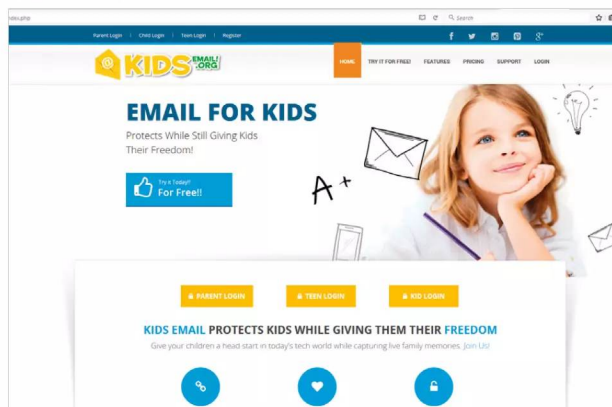 Search
Parent Login | Child Login | Teen Login | Register
KIDS EMAIL! .ORG
HOME TRY IT FOR FREE! FEATURES PRICING SUPPORT LOGIN
EMAIL FOR KIDS
Protects While Still Giving Kids
Their Freedom!
Try it Today!!
For Free!!
A+
PARENT LOGIN TEEN LOGIN KID LOGIN
KIDS EMAIL PROTECTS KIDS WHILE GIVING THEM THEIR FREEDOM
Give your children a head start in today's tech world while capturing live family memories. Join Us!